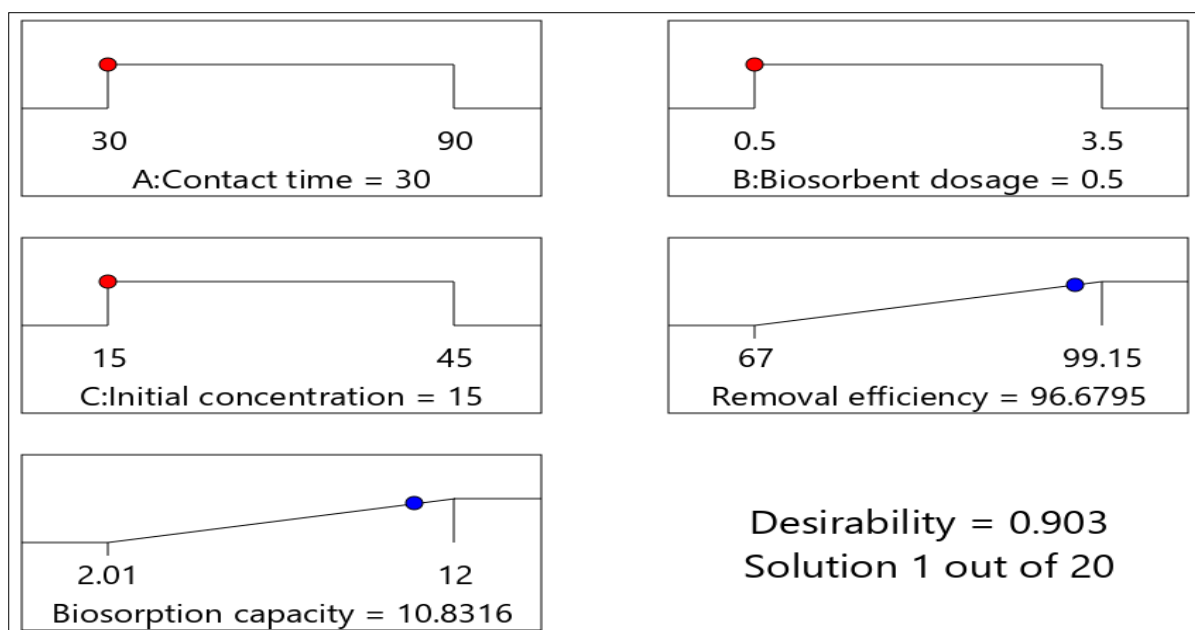 30 90
A:Contact time = 30
0.5 3.5
B:Biosorbent dosage = 0.5
15 45
C:Initial concentration = 15
67 99.15
Removal efficiency = 96.6795
2.01 12
Biosorption capacity = 10.8316
Desirability = 0.903
Solution 1 out of 20